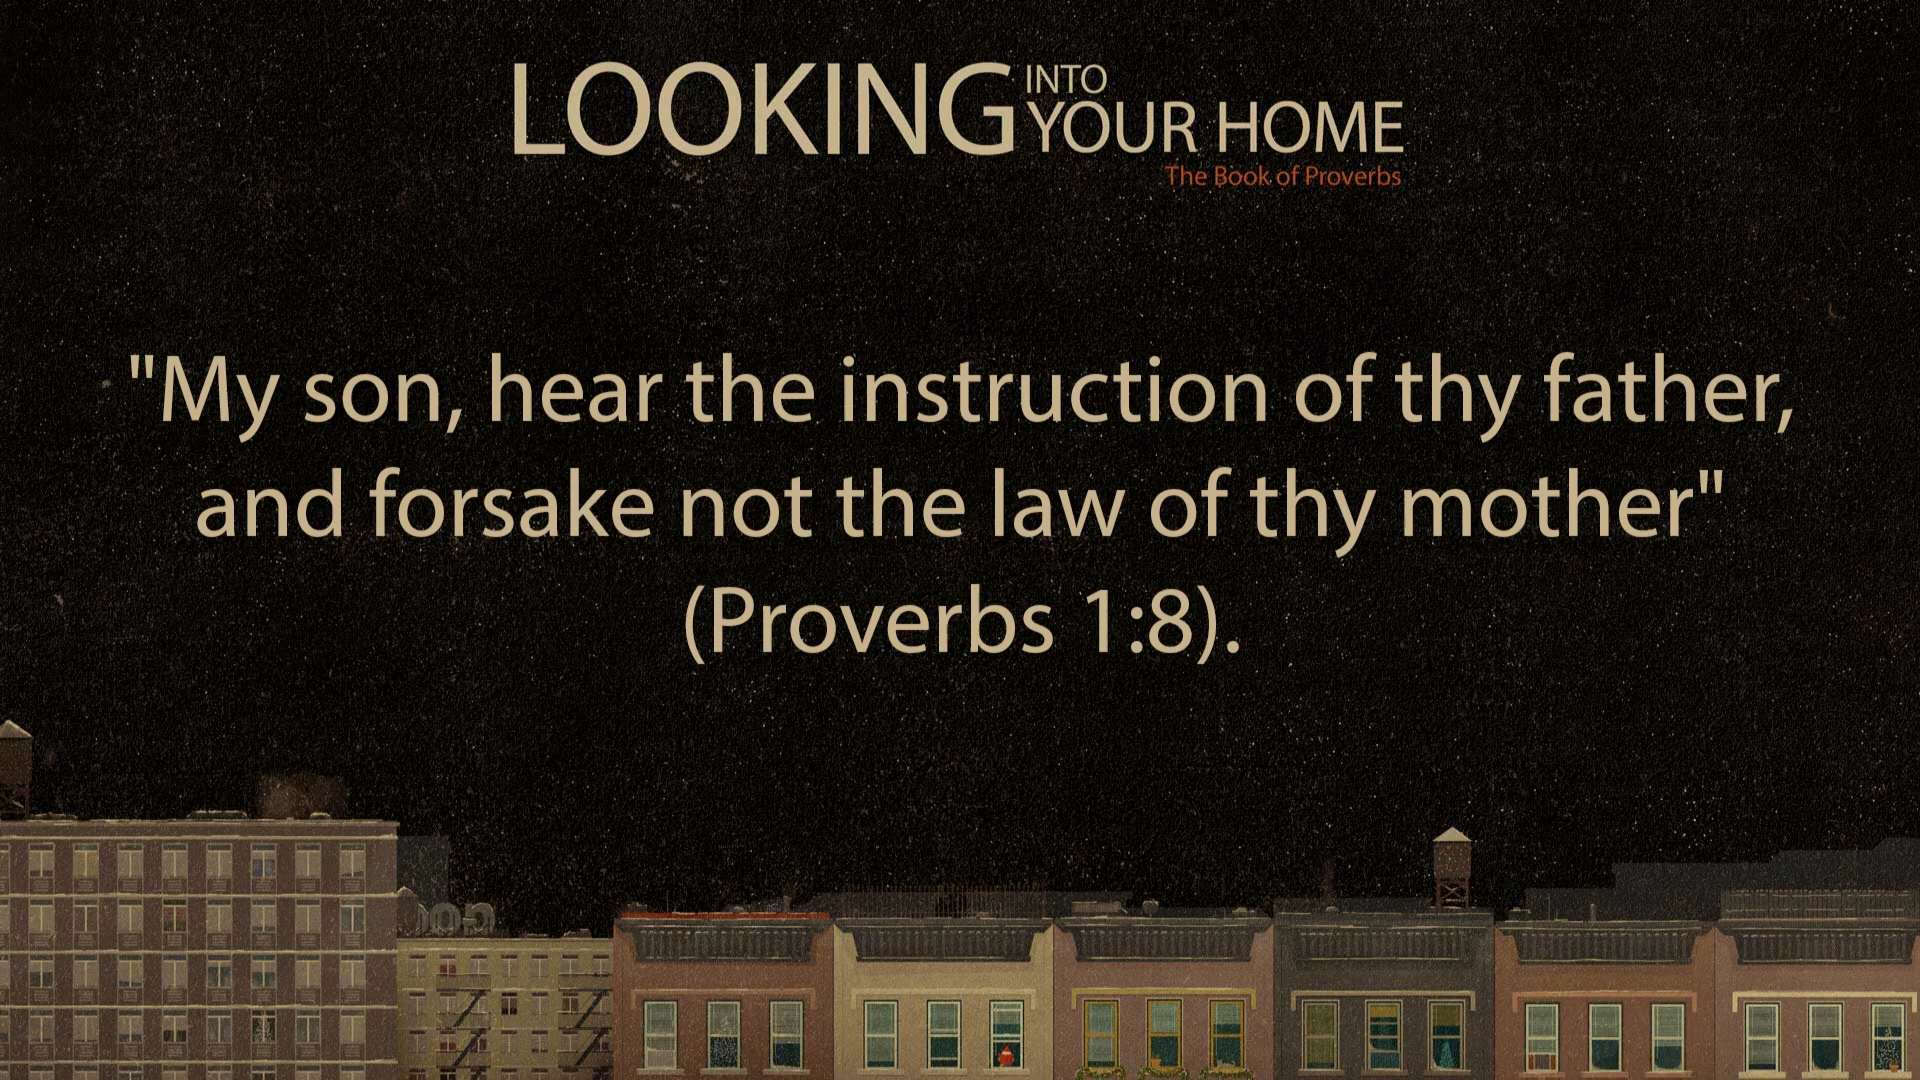 LOOKING INTO
YOUR HOME
The Book of Proverbs
"My son, hear the instruction of thy father,
and forsake not the law of thy mother"
(Proverbs 1:8).